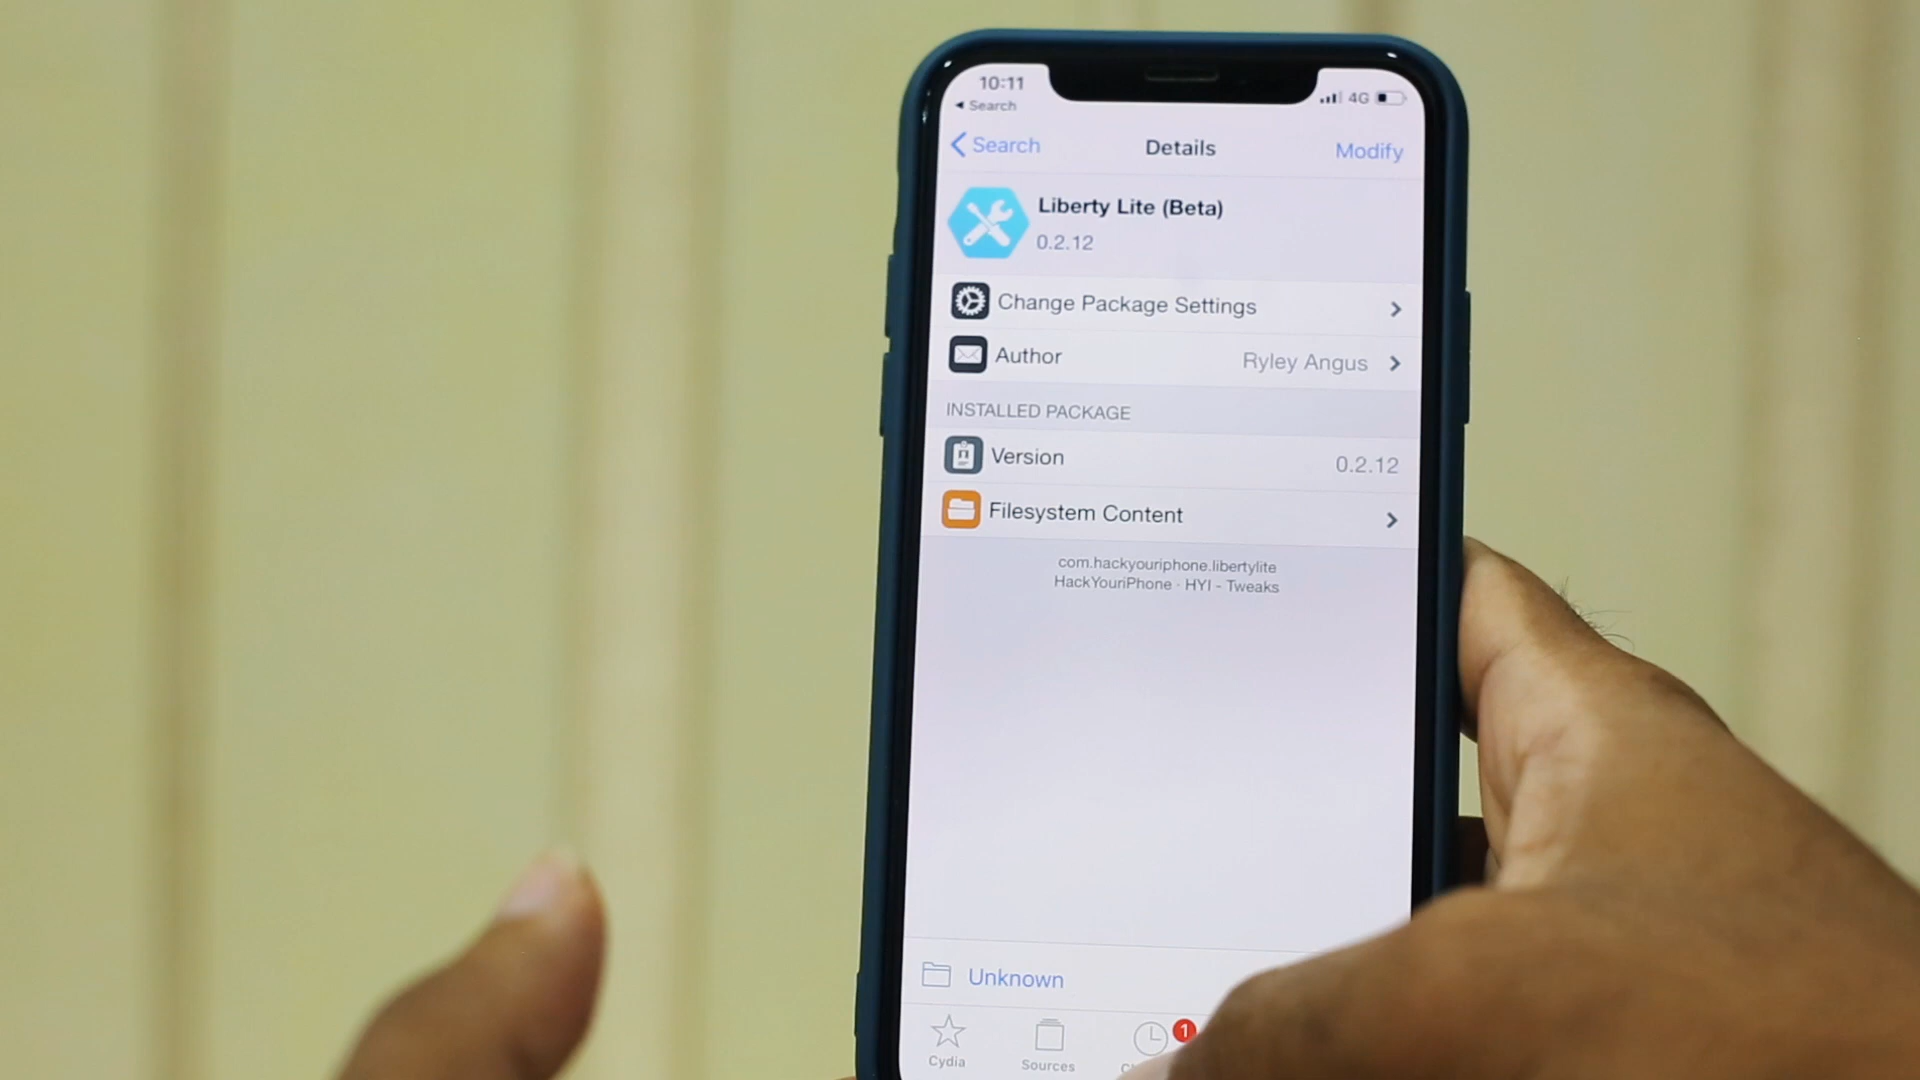 10:11
4G
Search
Search
Details
Modify
Liberty Lite (Beta)
0.2.12
Change Package Settings
Author
Ryley Angus
INSTALLED PACKAGE
Version
0.2.12
Filesystem Content
com.hackyouriphone.libertylite
HackYouriPhone · HYI - Tweaks
Unknown
1
Cydia
Sources